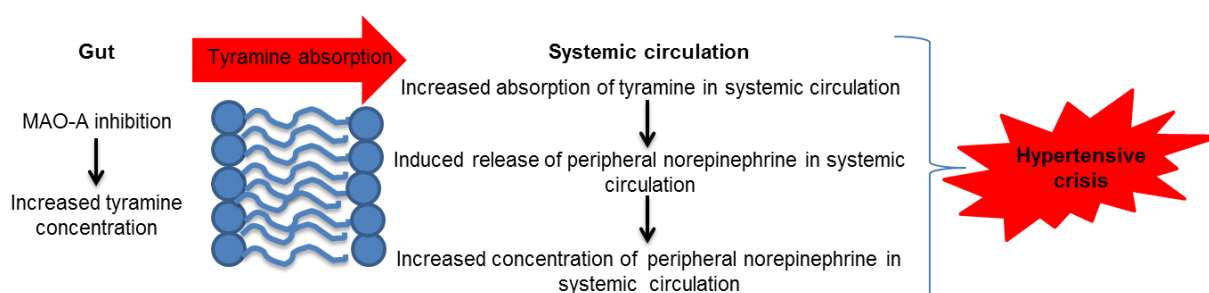 Gut
MAO-A inhibition
Increased tyramine
concentration
Tyramine absorption
Systemic circulation
Increased absorption of tyramine in systemic circulation
Induced release of peripheral norepinephrine in systemic
circulation
Increased concentration of peripheral norepinephrine in
systemic circulation
Hypertensive
crisis